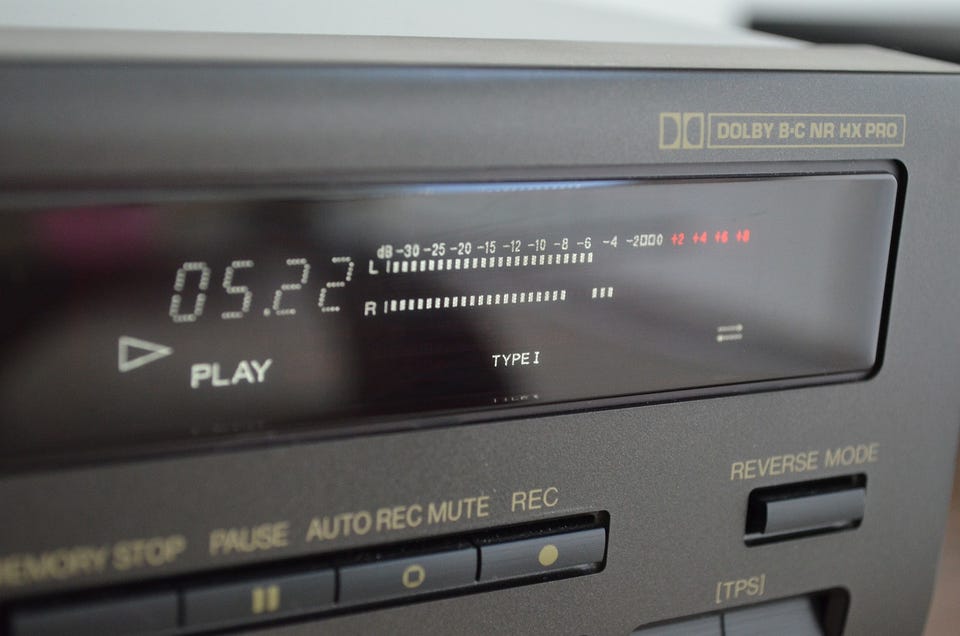 DOLBY B·C NR HX PRO
dB -30 -25 -20 -15 -12 -10 -8 -6 -4 -2 0 +2 +4 +6 +8
L
05.22
R
PLAY
TYPE I
REVERSE MODE
MEMORY STOP PAUSE AUTO REC MUTE REC
[TPS]